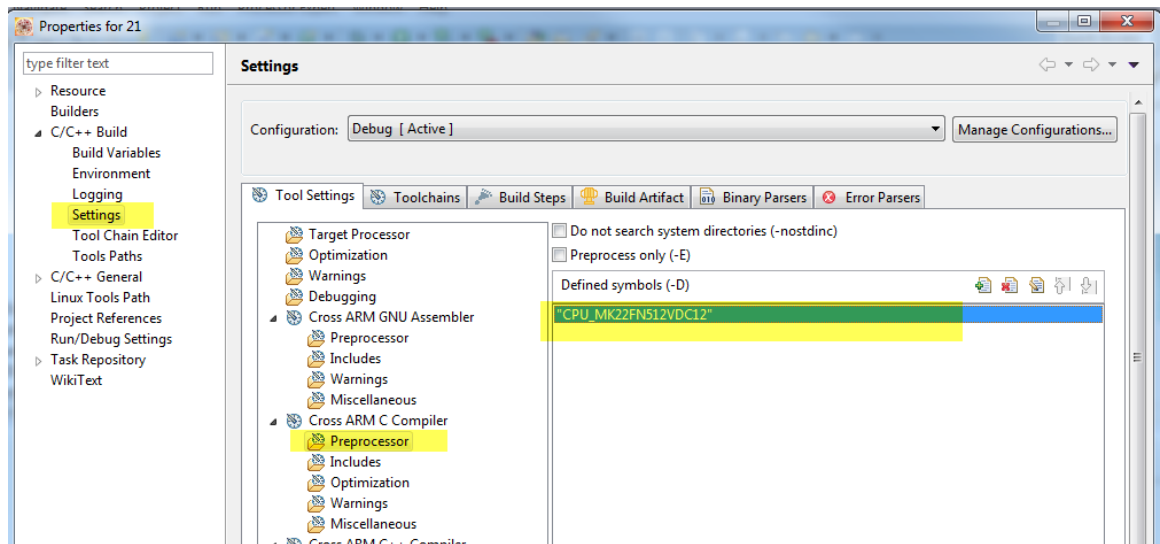 Properties for 21
type filter text
Resource
Builders
C/C++ Build
Build Variables
Environment
Logging
Settings
Tool Chain Editor
Tools Paths
C/C++ General
Linux Tools Path
Project References
Run/Debug Settings
Task Repository
WikiText
Settings
Configuration: Debug [ Active ] Manage Configurations...
Tool Settings Toolchains Build Steps Build Artifact Binary Parsers Error Parsers
Target Processor
Optimization
Warnings
Debugging
Cross ARM GNU Assembler
Preprocessor
Includes
Warnings
Miscellaneous
Cross ARM C Compiler
Preprocessor
Includes
Optimization
Warnings
Miscellaneous
Cross ARM C++ Compiler
Do not search system directories (-nostdinc)
Preprocess only (-E)
Defined symbols (-D)
"CPU_MK22FN512VDC12"